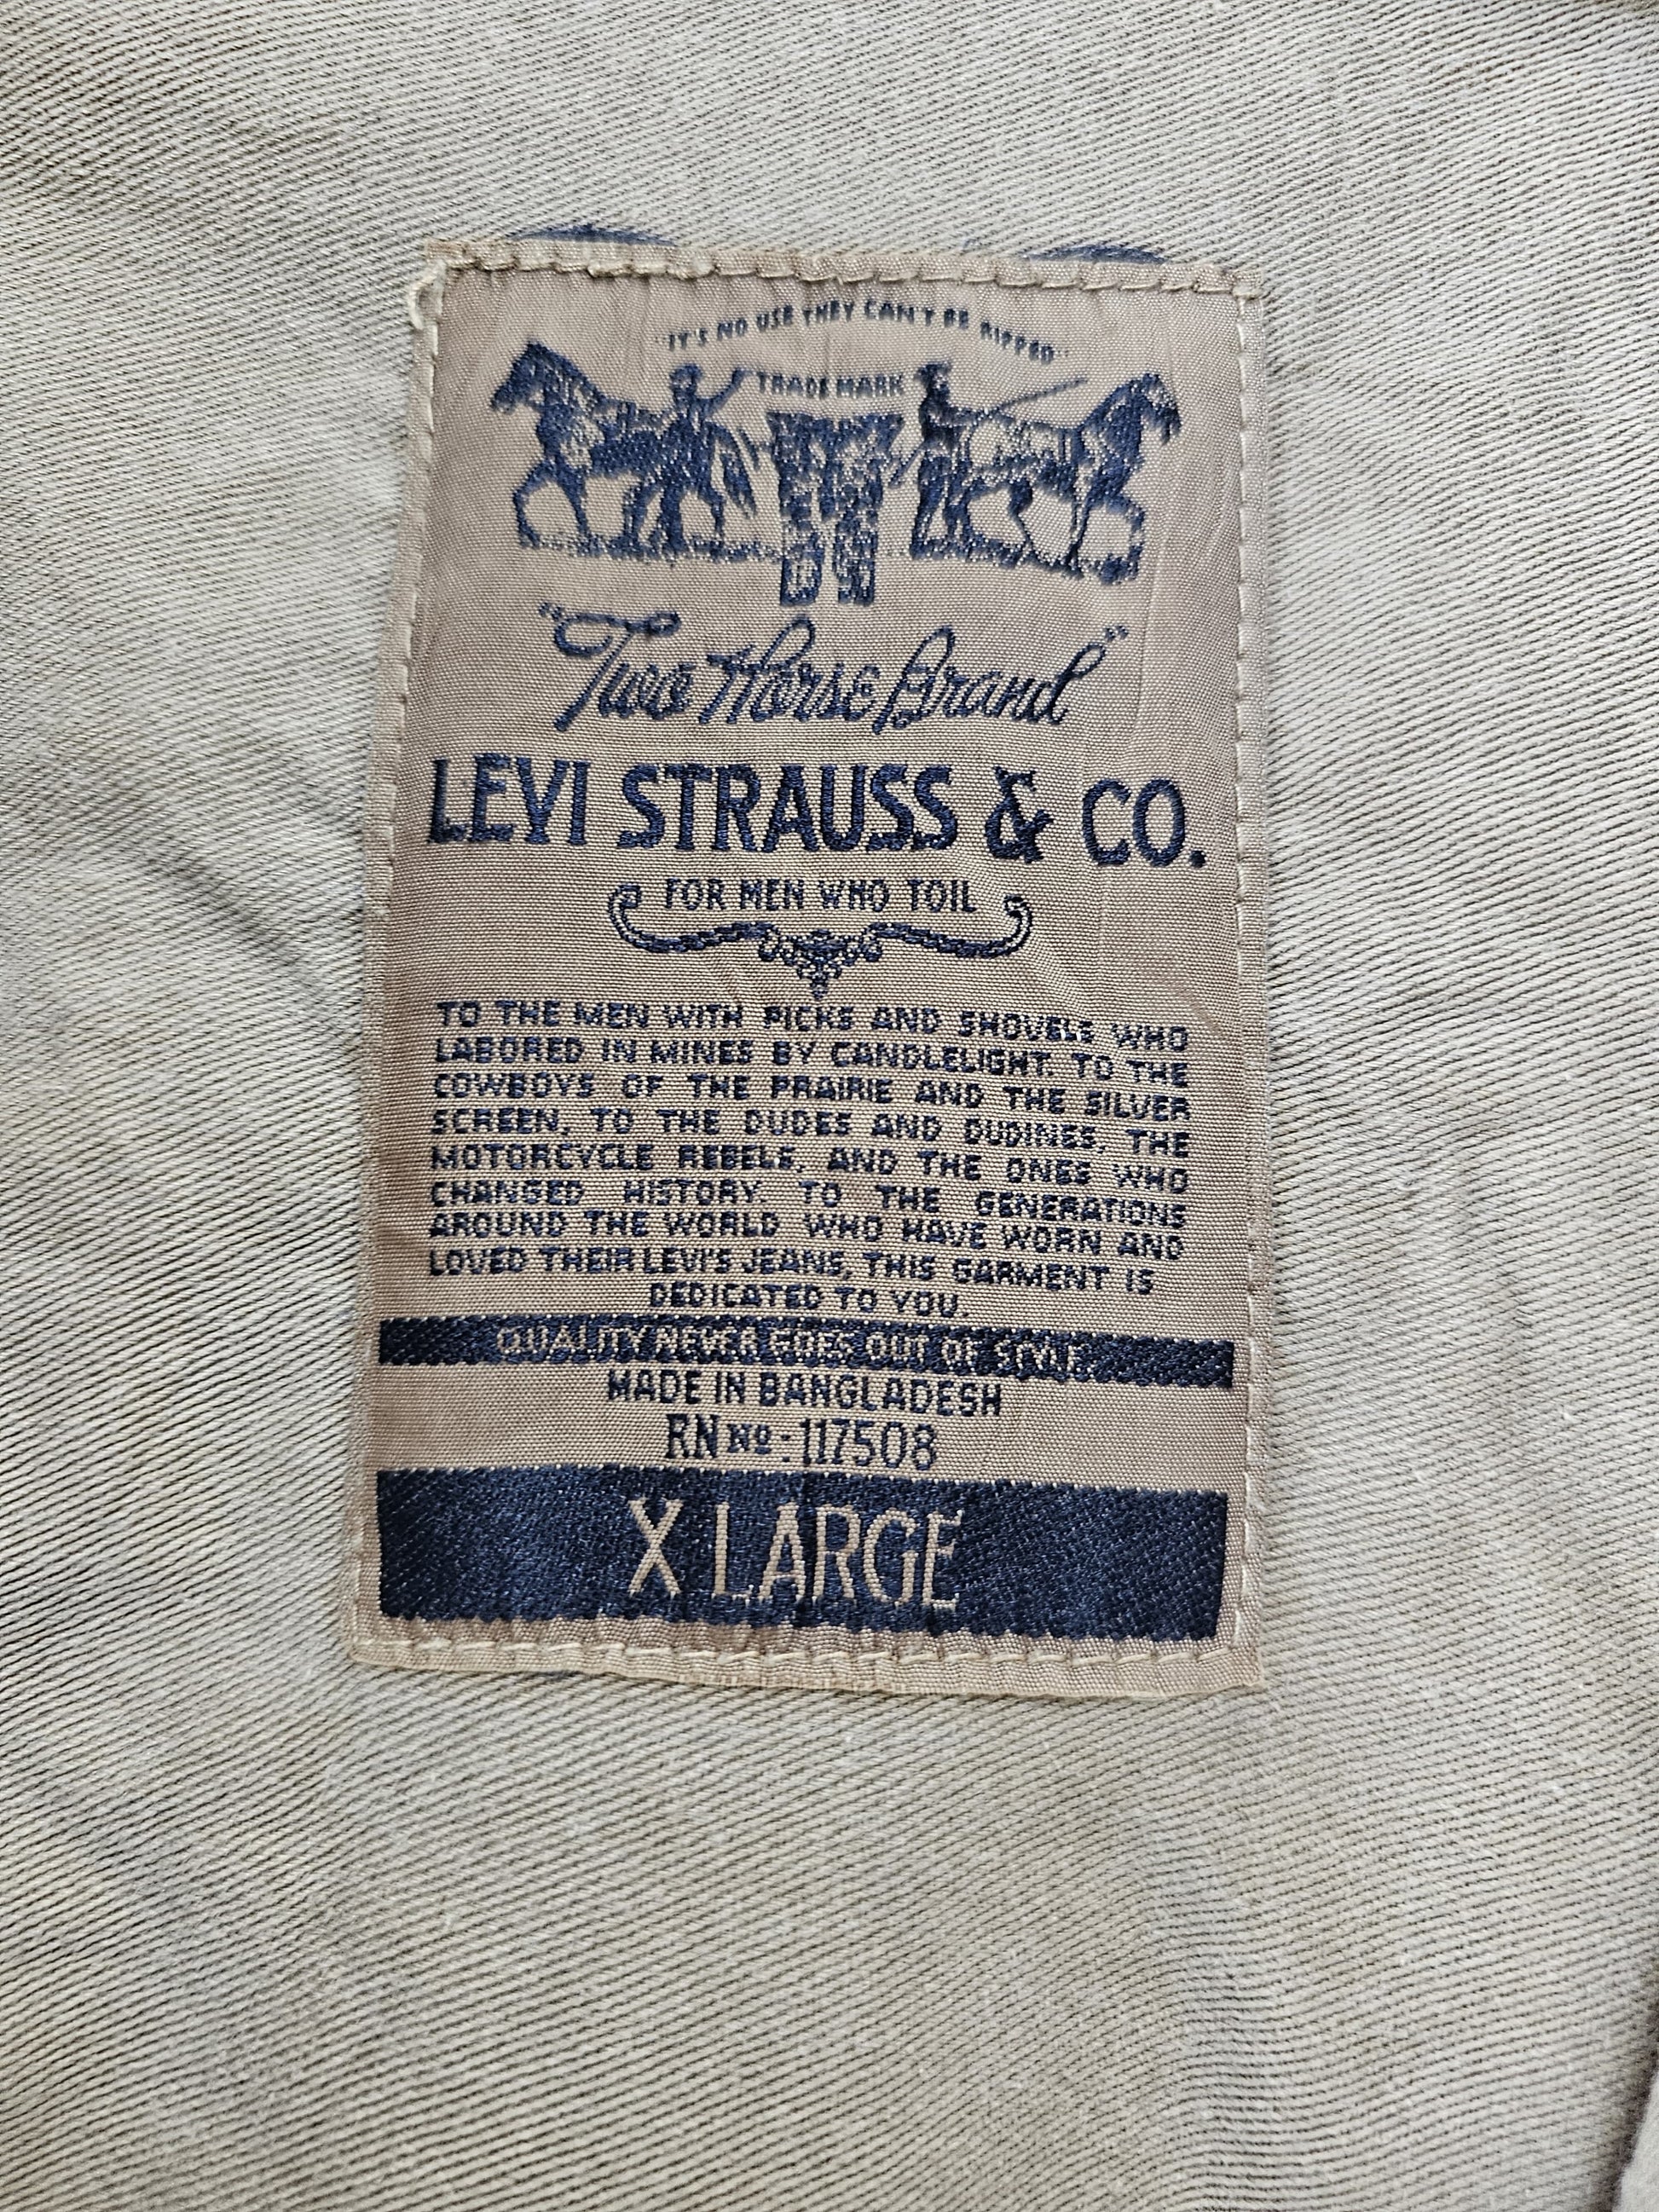 "IT'S NO USE THEY CAN'T BE RIPPED"
TRADE MARK
"Two Horse Brand"
LEVI STRAUSS & CO.
FOR MEN WHO TOIL
TO THE MEN WITH PICKS AND SHOVELS WHO
LABORED IN MINES BY CANDLELIGHT. TO THE
COWBOYS OF THE PRAIRIE AND THE SILVER
SCREEN, TO THE DUDES AND DUDINES, THE
MOTORCYCLE REBELS, AND THE ONES WHO
CHANGED HISTORY. TO THE GENERATIONS
AROUND THE WORLD WHO HAVE WORN AND
LOVED THEIR LEVI'S JEANS, THIS GARMENT IS
DEDICATED TO YOU.
QUALITY NEVER GOES OUT OF STYLE.
MADE IN BANGLADESH
RN No:-117508
X LARGE